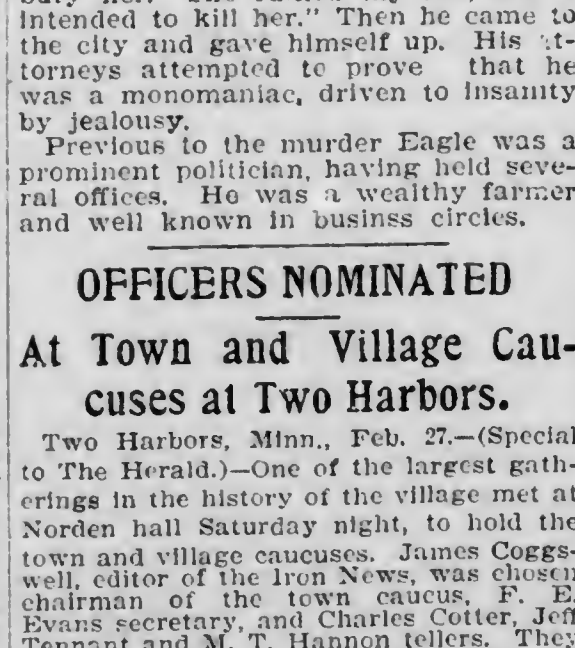 intended to kill her." Then he came to
the city and gave himself up. His at-
torneys attempted to prove that he
was a monomaniac, driven to insanity
by jealousy.
Previous to the murder Eagle was a
prominent politician, having held seve-
ral offices. He was a wealthy farmer
and well known in businss circles.
OFFICERS NOMINATED
At Town and Village Cau-
cuses at Two Harbors.
Two Harbors, Minn., Feb. 27.—(Special
to The Herald.)—One of the largest gath-
erings in the history of the village met at
Norden hall Saturday night, to hold the
town and village caucuses. James Coggs-
well, editor of the Iron News, was chosen
chairman of the town caucus, F. E.
Evans secretary, and Charles Cotter, Jeff
Tennant and M. T. Hannon tellers. They